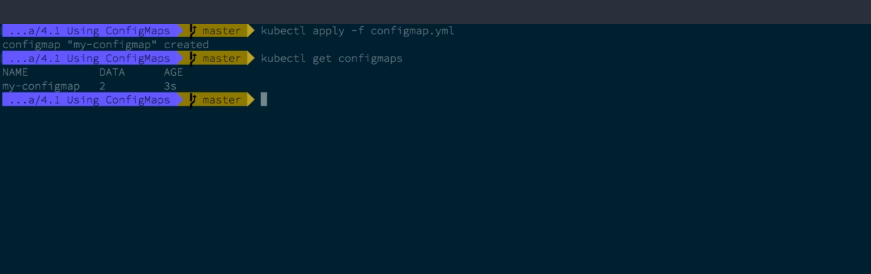 ...a/4.1 Using ConfigMaps master kubectl apply -f configmap.yml
configmap "my-configmap" created
...a/4.1 Using ConfigMaps master kubectl get configmaps
NAME DATA AGE
my-configmap 2 3s
...a/4.1 Using ConfigMaps master